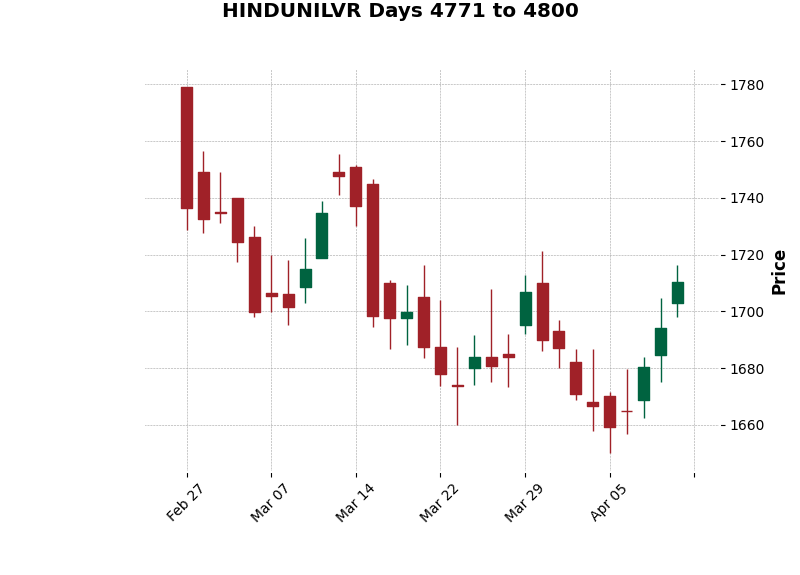 HINDUNILVR Days 4771 to 4800
1780
1760
1740
1720
1700
1680
1660
Price
Feb 27
Mar 07
Mar 14
Mar 22
Mar 29
Apr 05